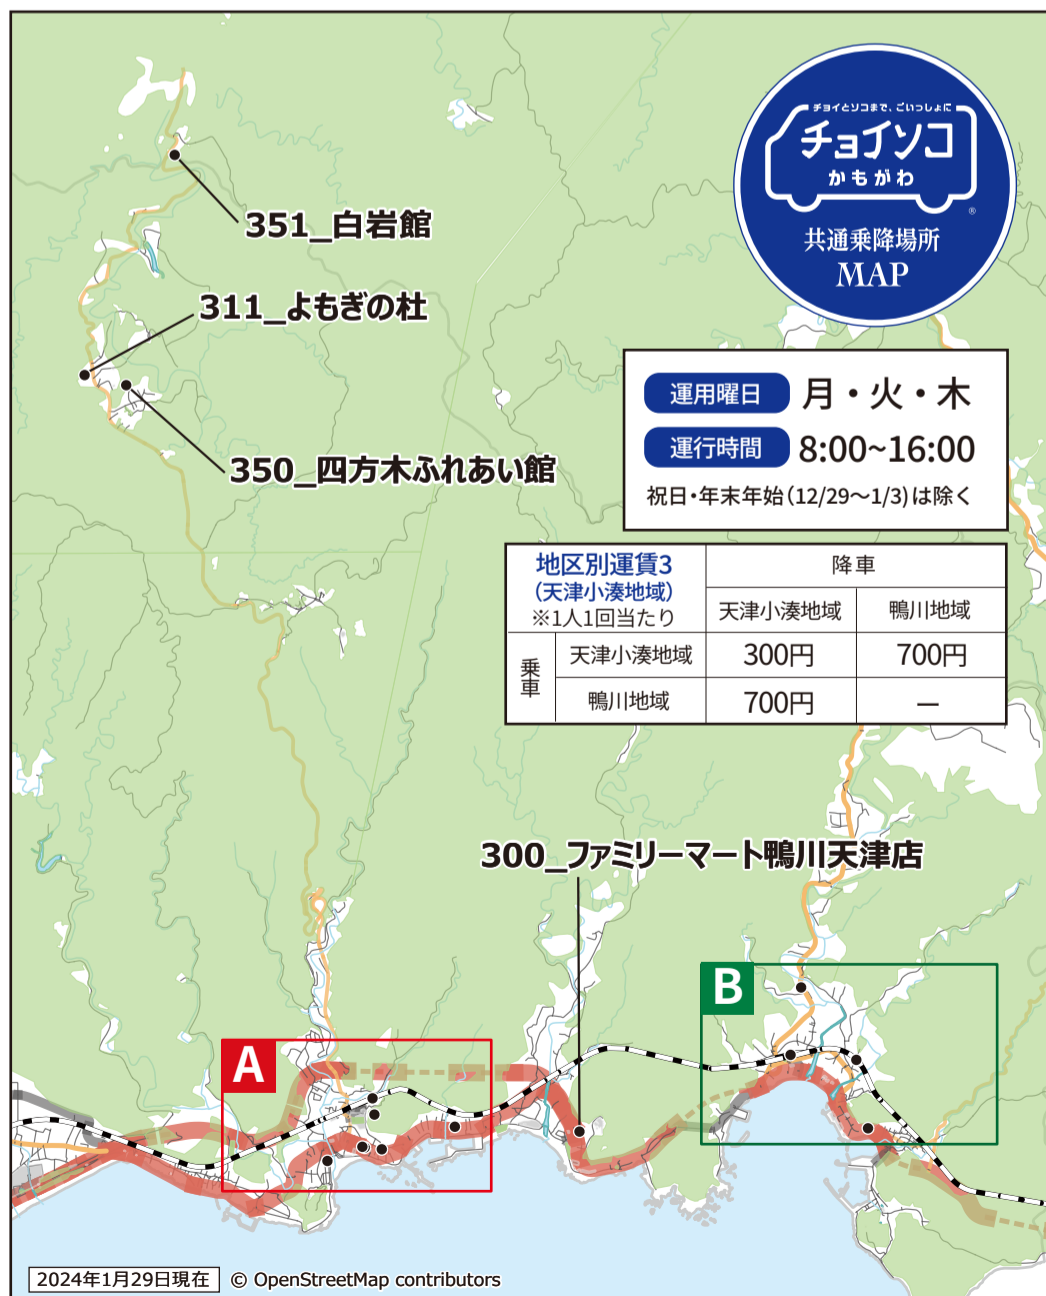 チョイとソコまで、ごいっしょに
チョイソコ
かもがわ
®
共通乗降場所
MAP
351_白岩館
311_よもぎの杜
350_四方木ふれあい館
運用曜日 月・火・木
運行時間 8:00~16:00
祝日・年末年始(12/29～1/3)は除く
地区別運賃3
(天津小湊地域)
※1人1回当たり
降車
天津小湊地域 鴨川地域
乗車
天津小湊地域 300円 700円
鴨川地域 700円 －
300_ファミリーマート鴨川天津店
B
A
2024年1月29日現在 © OpenStreetMap contributors